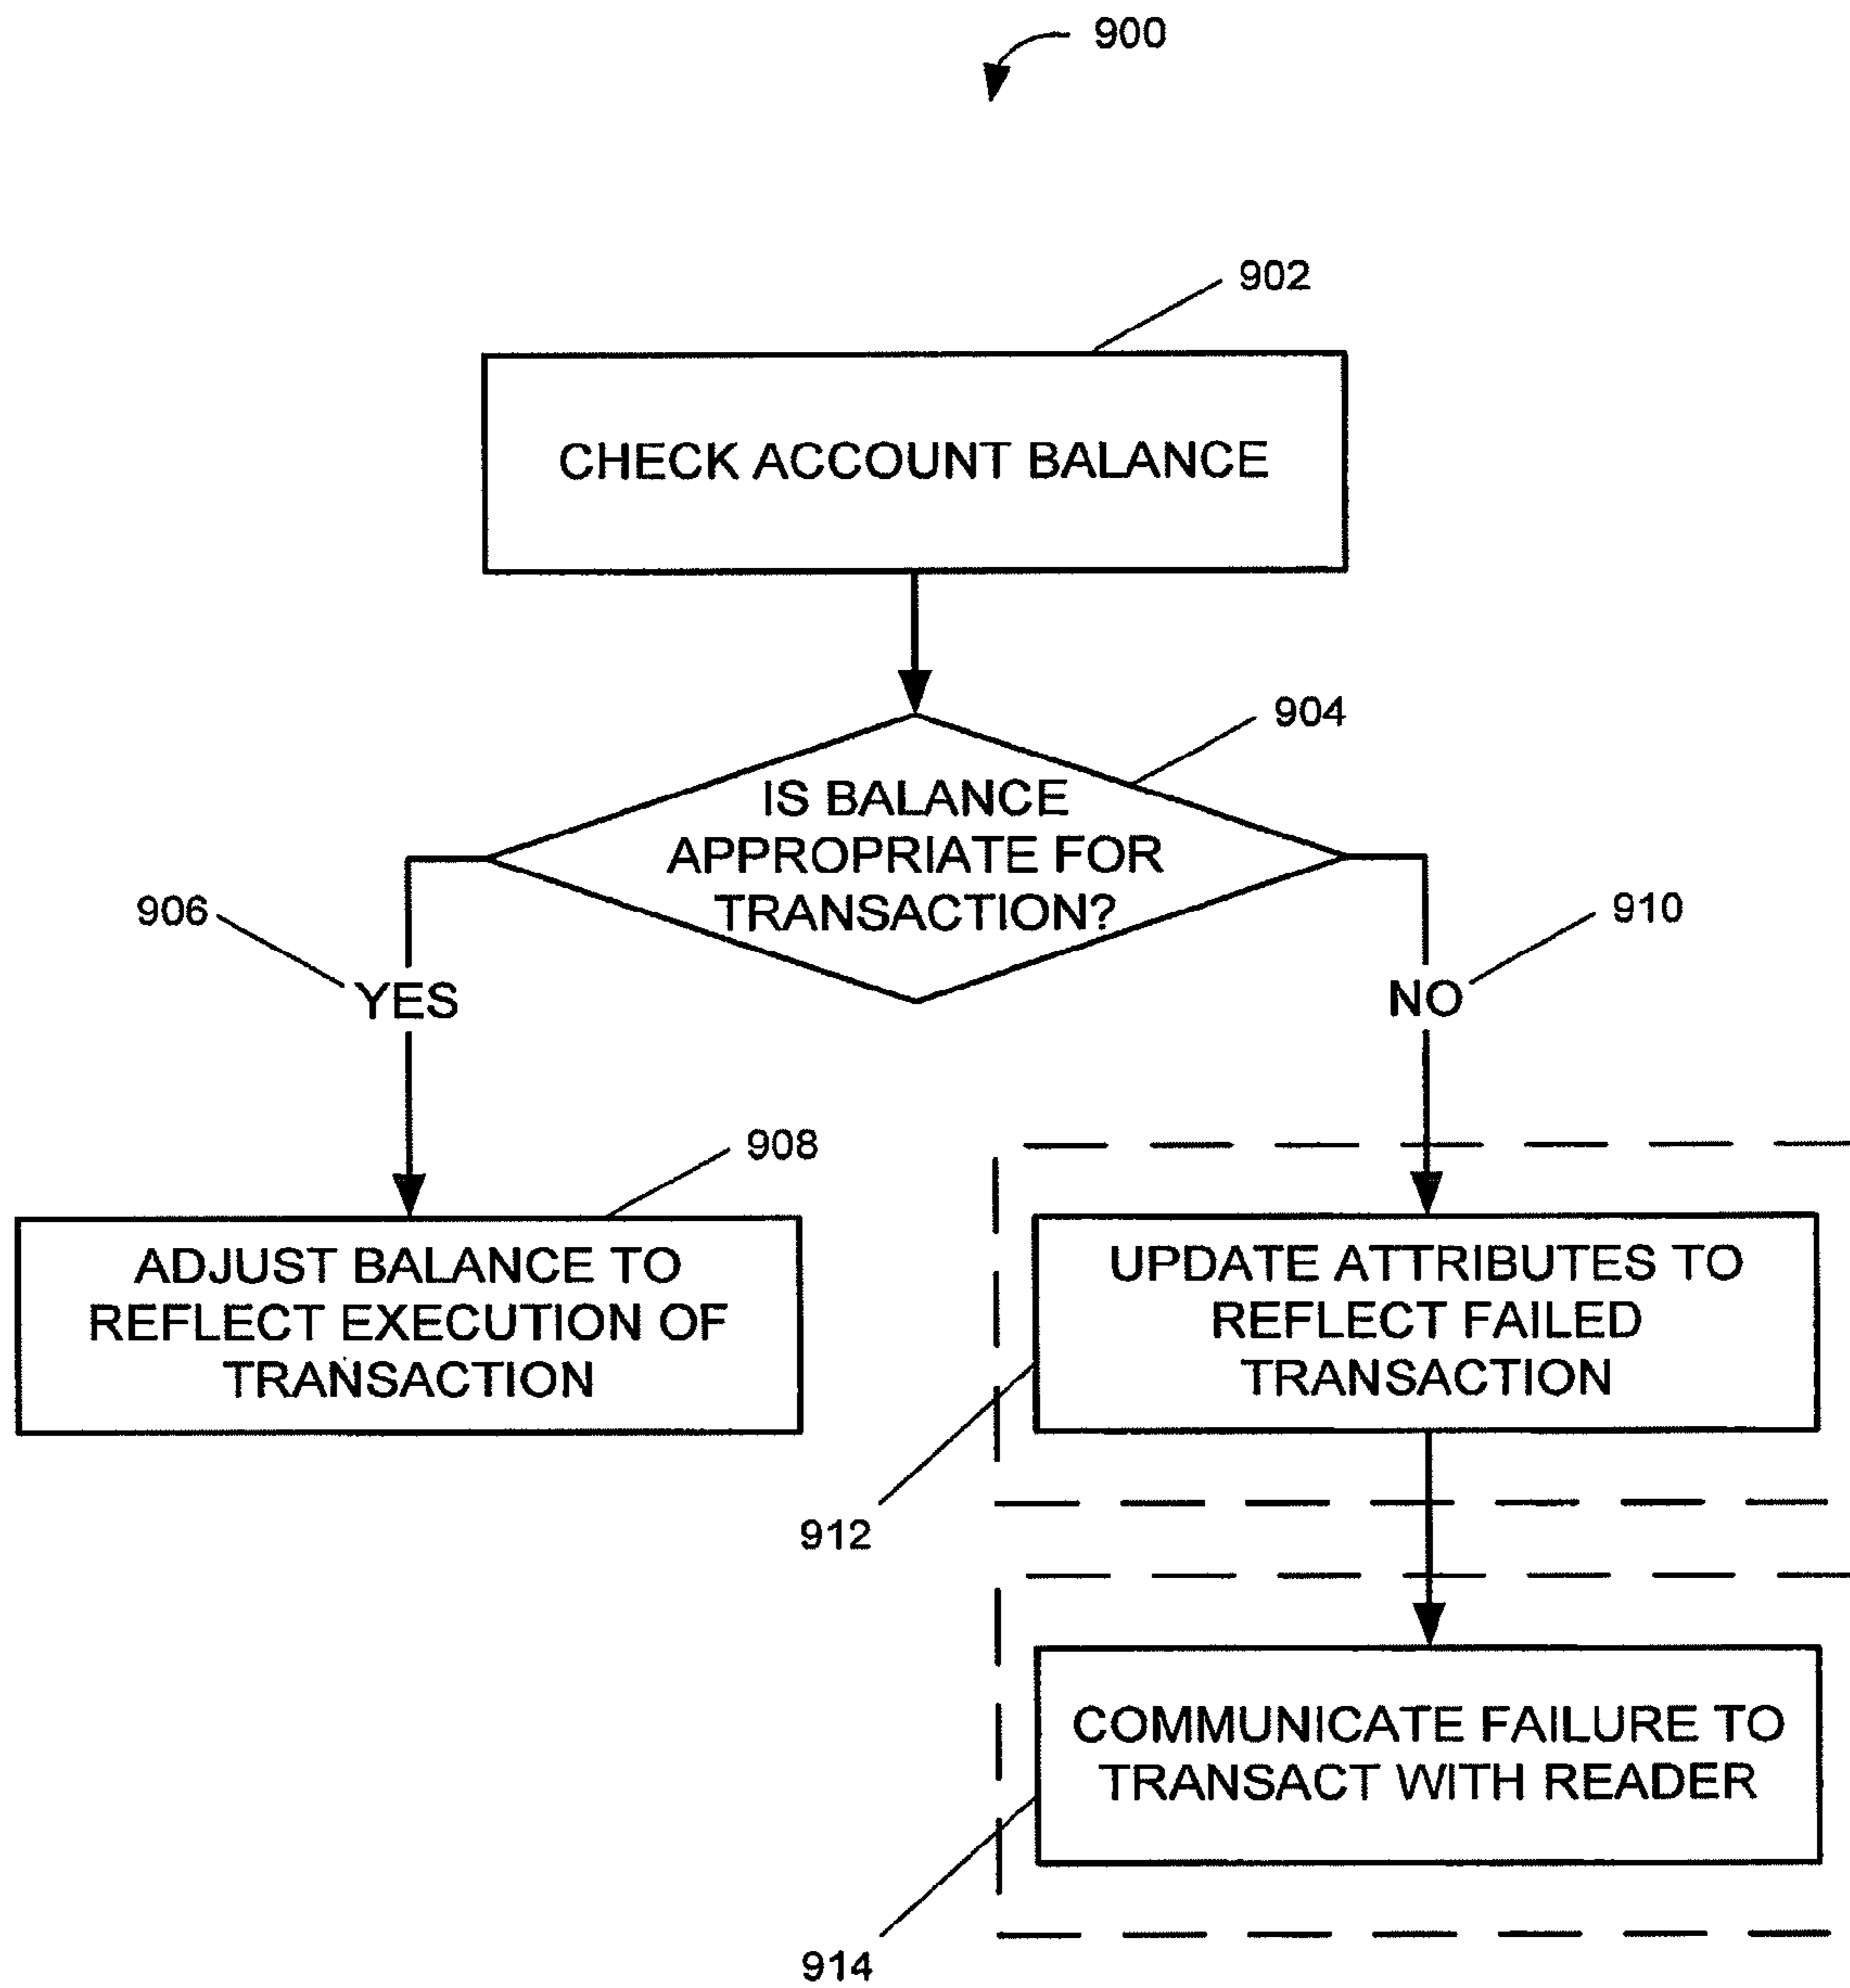 900
902
CHECK ACCOUNT BALANCE
904
IS BALANCE
APPROPRIATE FOR
TRANSACTION?
906
910
YES
NO
908
ADJUST BALANCE TO
REFLECT EXECUTION OF
TRANSACTION
UPDATE ATTRIBUTES TO
REFLECT FAILED
TRANSACTION
912
COMMUNICATE FAILURE TO
TRANSACT WITH READER
914